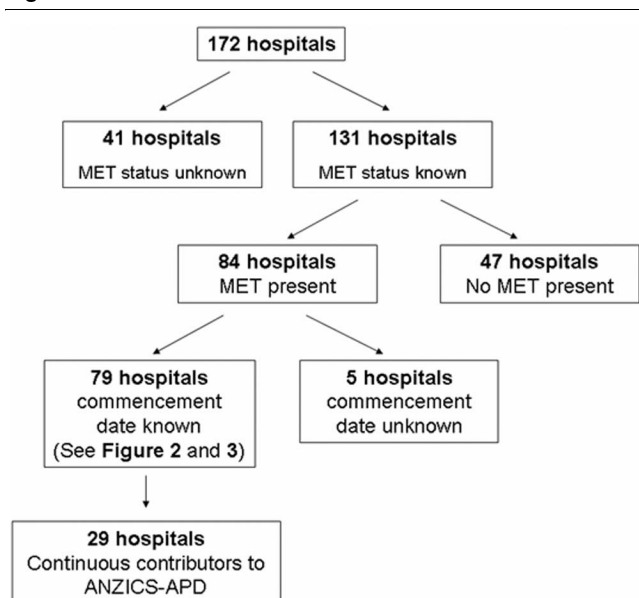 172 hospitals
41 hospitals
MET status unknown
131 hospitals
MET status known
84 hospitals
MET present
47 hospitals
No MET present
79 hospitals
commencement
date known
(See Figure 2 and 3)
5 hospitals
commencement
date unknown
29 hospitals
Continuous contributors to
ANZICS-APD